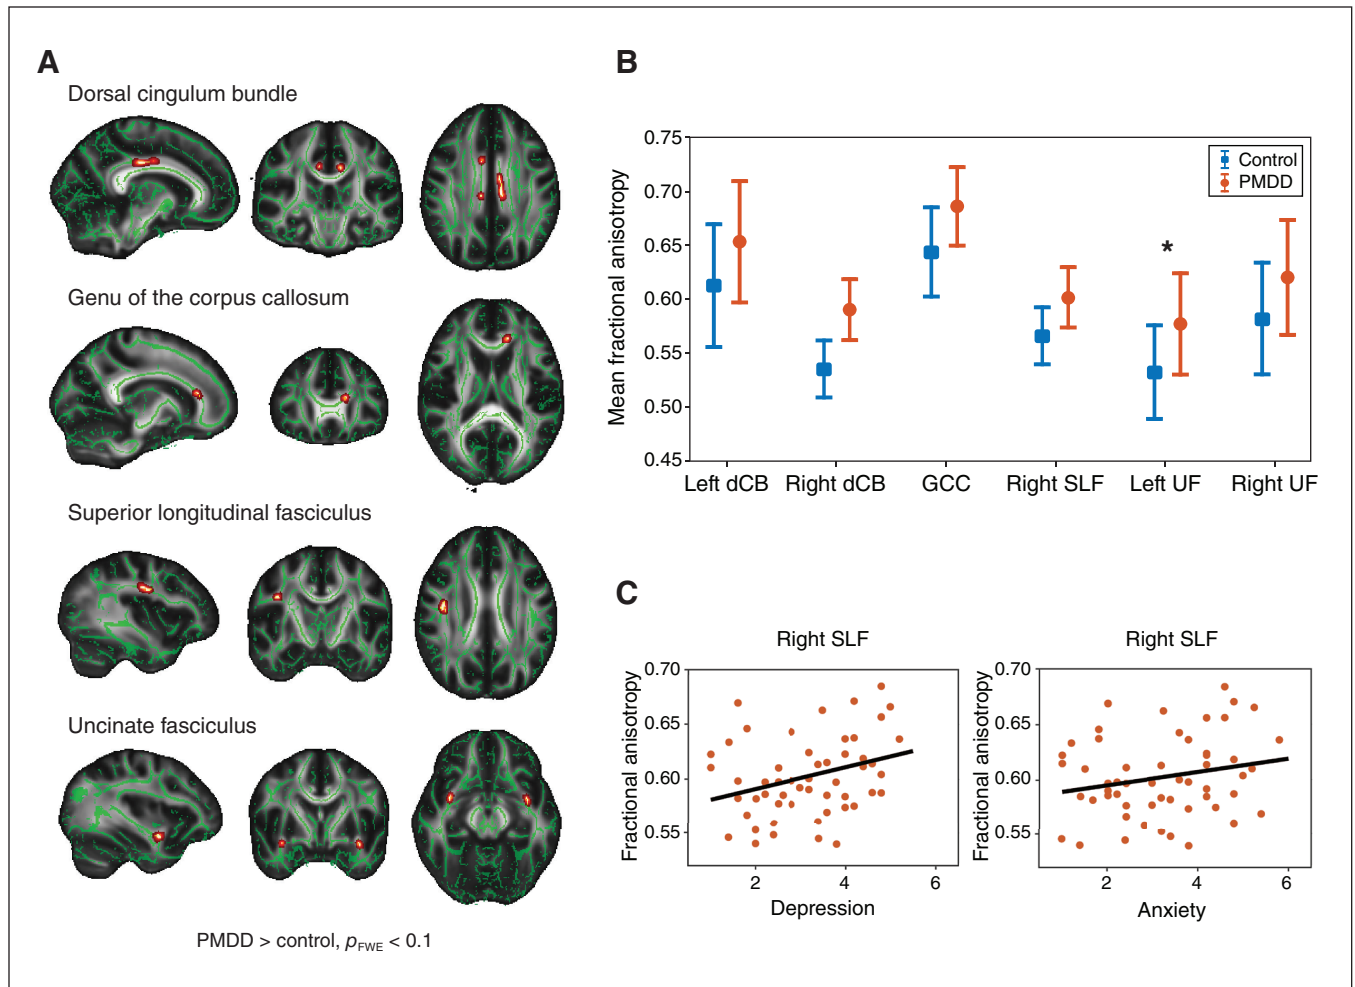 A
Dorsal cingulum bundle
Genu of the corpus callosum
Superior longitudinal fasciculus
Uncinate fasciculus
PMDD > control, pFWE < 0.1
B
Mean fractional anisotropy
0.75
0.70
0.65
0.60
0.55
0.50
0.45
Control
PMDD
*
Left dCB Right dCB GCC Right SLF Left UF Right UF
C
Right SLF
Fractional anisotropy
0.70
0.65
0.60
0.55
2 4 6
Depression
Right SLF
Fractional anisotropy
0.70
0.65
0.60
0.55
2 4 6
Anxiety